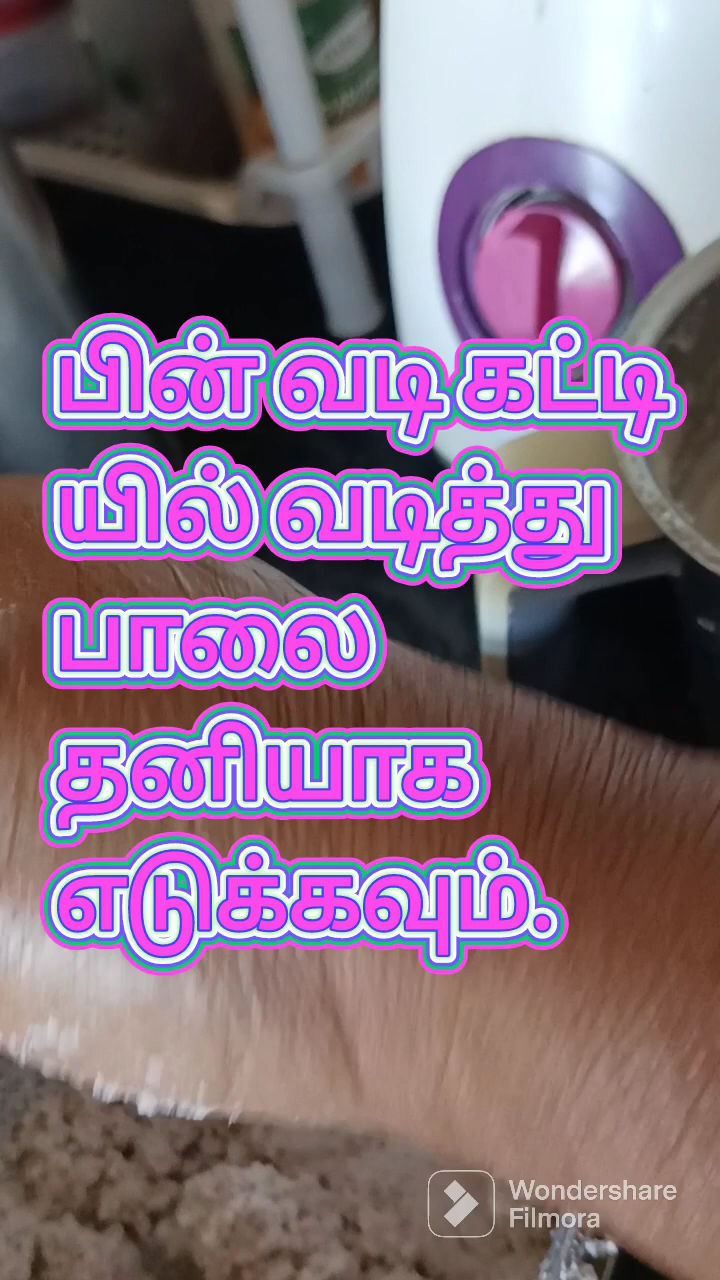 பின் வடி கட்டி
யில் வடித்து
பாலை
தனியாக
எடுக்கவும்.
Wondershare
Filmora